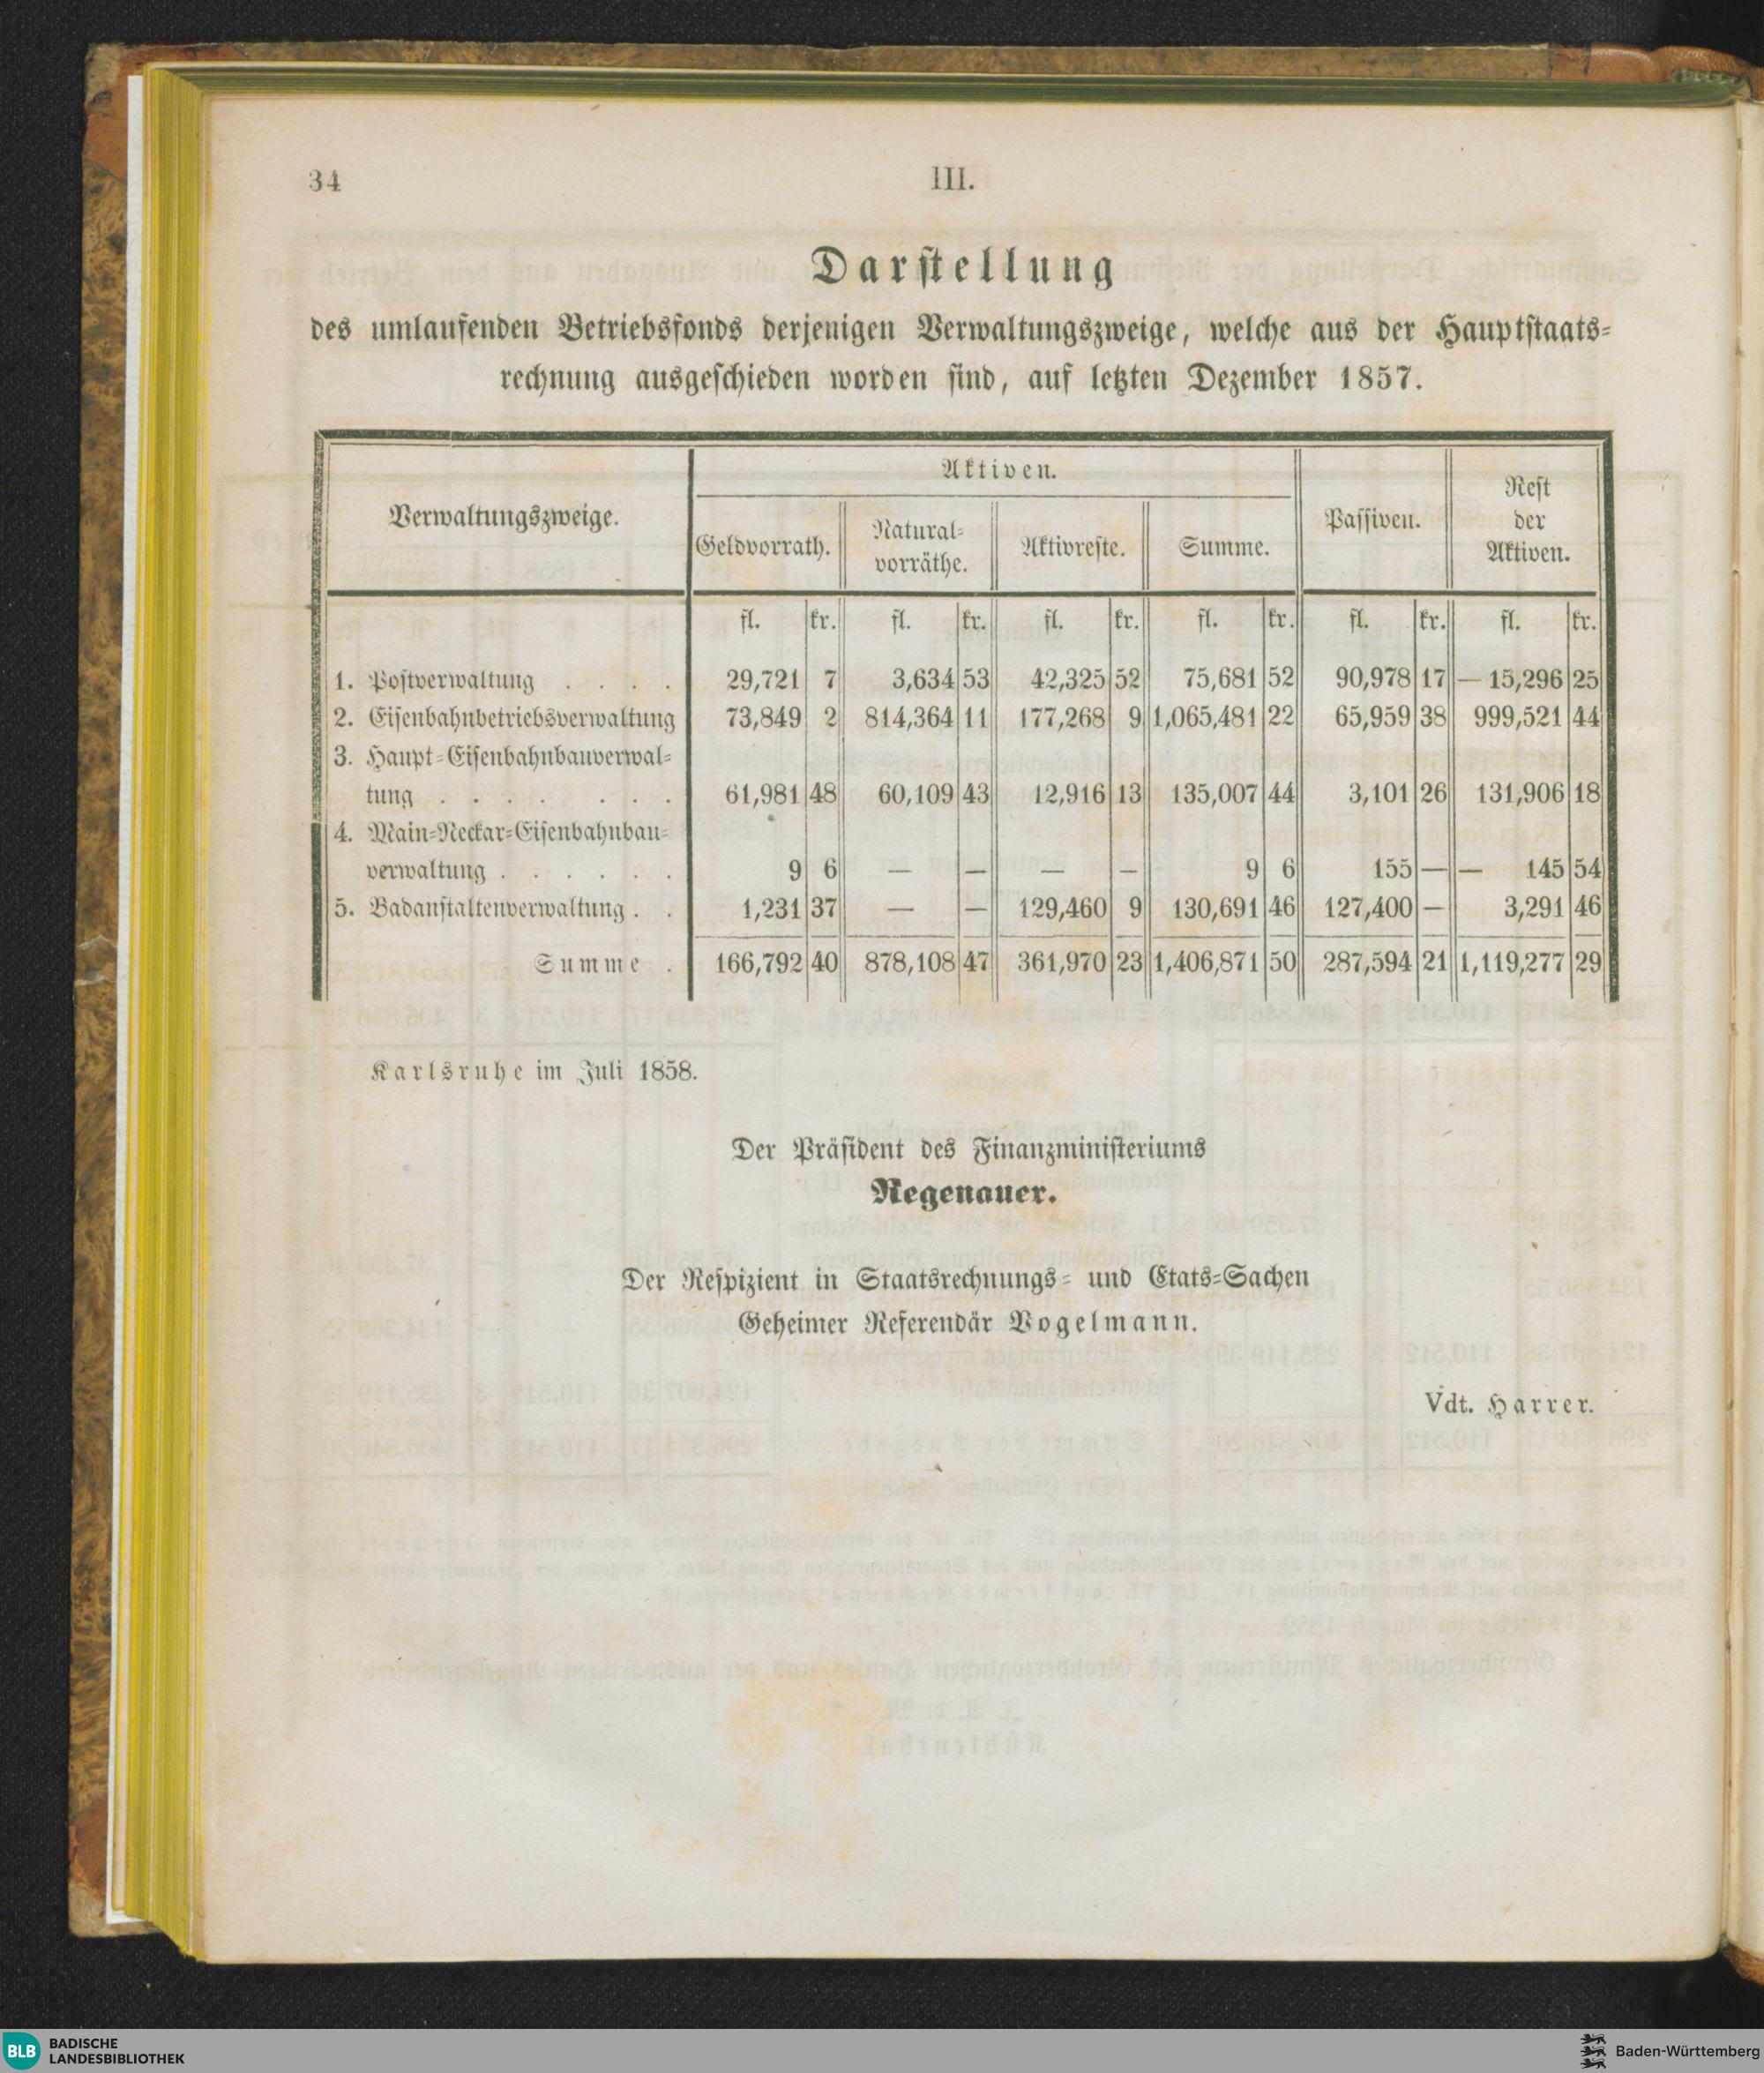 34
III.
Darstellung
des umlaufenden Betriebsfonds derjenigen Verwaltungszweige, welche aus der Hauptstaats=
rechnung ausgeschieden worden sind, auf letzten Dezember 1857.
Verwaltungszweige. Aktiven. Passiven. Rest der Aktiven.
Geldvorrath. Natural=vorräthe. Aktivreste. Summe.
fl. kr. fl. kr. fl. kr. fl. kr. fl. kr. fl. kr.
1. Postverwaltung . . . . 29,721 7 3,634 53 42,325 52 75,681 52 90,978 17 — 15,296 25
2. Eisenbahnbetriebsverwaltung 73,849 2 814,364 11 177,268 9 1,065,481 22 65,959 38 999,521 44
3. Haupt=Eisenbahnbauverwal=
tung . . . . . . . 61,981 48 60,109 43 12,916 13 135,007 44 3,101 26 131,906 18
4. Main=Neckar=Eisenbahnbau=
verwaltung . . . . . . 9 6 — — — — 9 6 155 — — 145 54
5. Badanstaltenverwaltung . . 1,231 37 — — 129,460 9 130,691 46 127,400 — 3,291 46
Summe . 166,792 40 878,108 47 361,970 23 1,406,871 50 287,594 21 1,119,277 29
Karlsruhe im Juli 1858.
Der Präsident des Finanzministeriums
Regenauer.
Der Respizient in Staatsrechnungs= und Etats=Sachen
Geheimer Referendär Vogelmann.
Vdt. Harrer.
BLB BADISCHE
LANDESBIBLIOTHEK
Baden-Württemberg